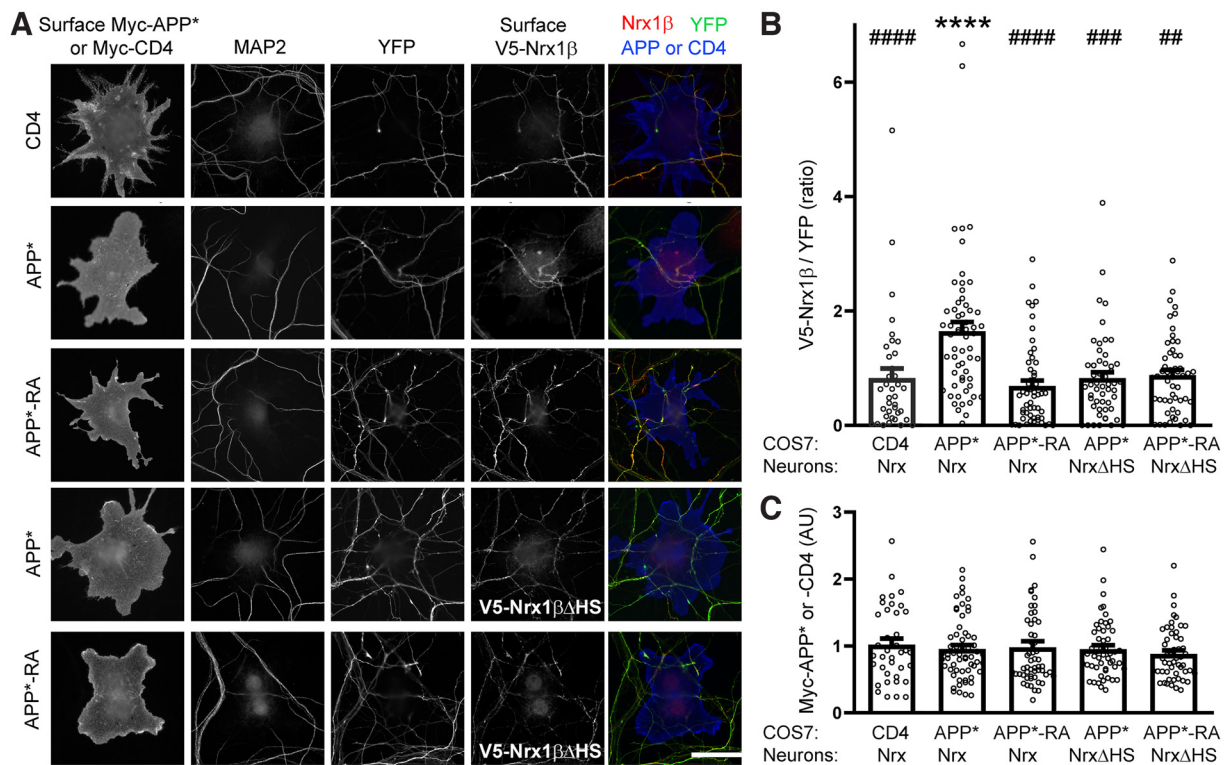 A
Surface Myc-APP*
or Myc-CD4
MAP2
YFP
Surface
V5-Nrx1β
Nrx1β YFP
APP or CD4
CD4
APP*
APP*-RA
APP*
V5-Nrx1βΔHS
APP*-RA
V5-Nrx1βΔHS
B
#### **** #### ### ##
V5-Nrx1β / YFP (ratio)
6
4
2
0
COS7: CD4 APP* APP*-RA APP* APP*-RA
Neurons: Nrx Nrx Nrx NrxΔHS NrxΔHS
C
Myc-APP* or -CD4 (AU)
3
2
1
0
COS7: CD4 APP* APP*-RA APP* APP*-RA
Neurons: Nrx Nrx Nrx NrxΔHS NrxΔHS